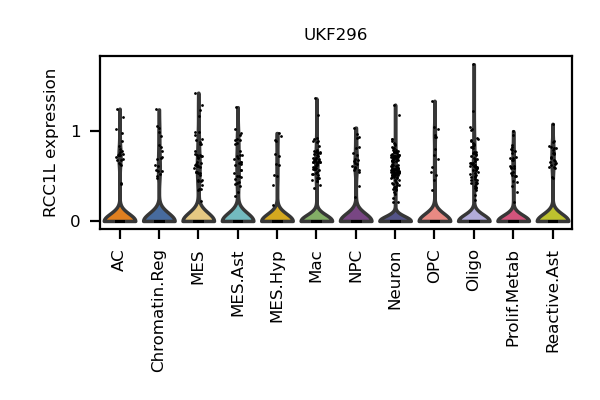 UKF296
RCC1L expression
1
0
AC
Chromatin.Reg
MES
MES.Ast
MES.Hyp
Mac
NPC
Neuron
OPC
Oligo
Prolif.Metab
Reactive.Ast